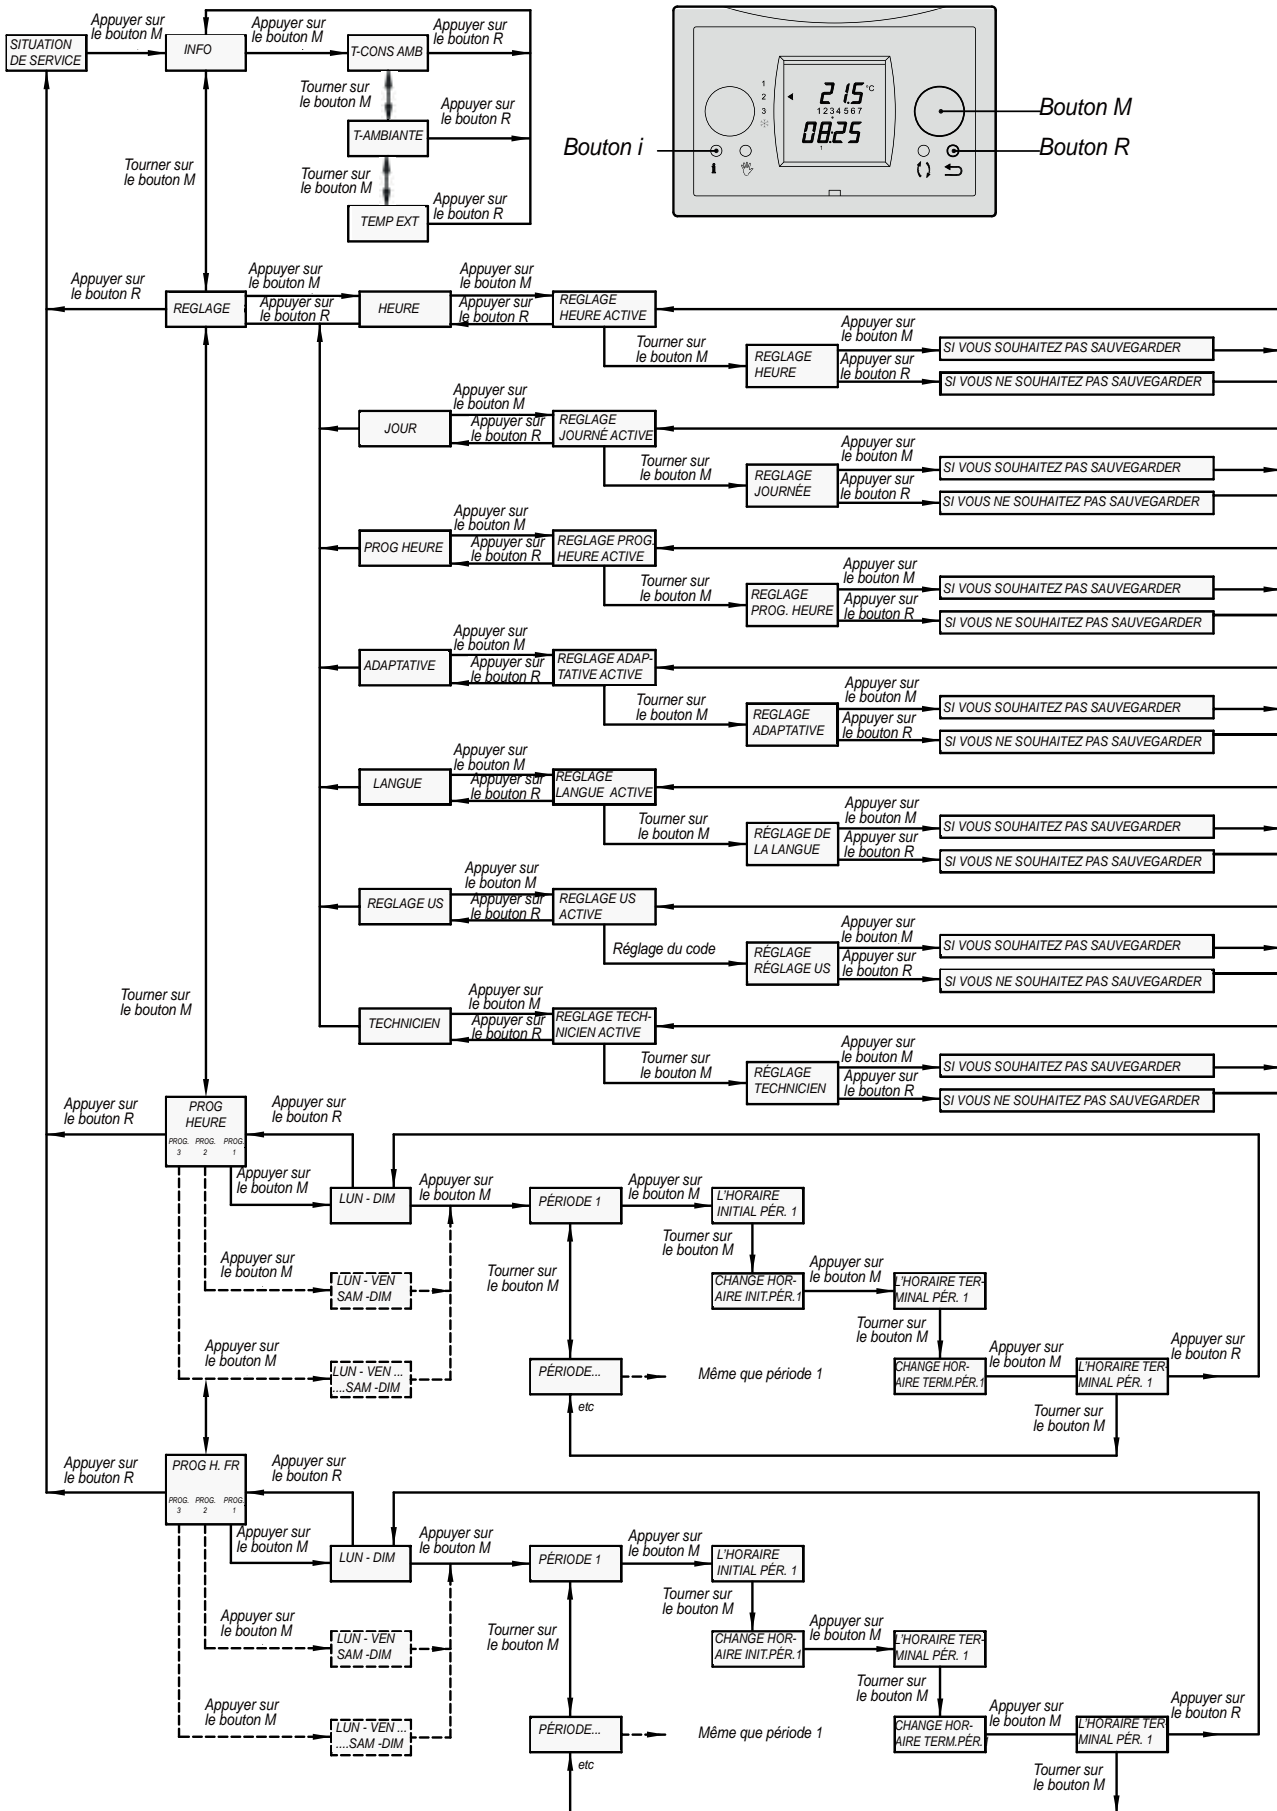 SITUATION
DE SERVICE
Appuyer sur
le bouton M
INFO
Appuyer sur
le bouton M
T-CONS AMB
Appuyer sur
le bouton R
Tourner sur
le bouton M
T-AMBIANTE
Appuyer sur
le bouton R
Tourner sur
le bouton M
TEMP EXT
Appuyer sur
le bouton R
Tourner sur
le bouton M
1
2
3
21.5 °C
1 2 3 4 5 6 7
08:25
1
Bouton i
Bouton M
Bouton R
Appuyer sur
le bouton R
REGLAGE
Appuyer sur
le bouton M
Appuyer sur
le bouton R
HEURE
Appuyer sur
le bouton M
Appuyer sur
le bouton R
REGLAGE
HEURE ACTIVE
Tourner sur
le bouton M
REGLAGE
HEURE
Appuyer sur
le bouton M
Appuyer sur
le bouton R
SI VOUS SOUHAITEZ PAS SAUVEGARDER
SI VOUS NE SOUHAITEZ PAS SAUVEGARDER
JOUR
Appuyer sur
le bouton M
Appuyer sur
le bouton R
REGLAGE
JOURNÉ ACTIVE
Tourner sur
le bouton M
REGLAGE
JOURNÉE
Appuyer sur
le bouton M
Appuyer sur
le bouton R
SI VOUS SOUHAITEZ PAS SAUVEGARDER
SI VOUS NE SOUHAITEZ PAS SAUVEGARDER
PROG HEURE
Appuyer sur
le bouton M
Appuyer sur
le bouton R
REGLAGE PROG.
HEURE ACTIVE
Tourner sur
le bouton M
REGLAGE
PROG. HEURE
Appuyer sur
le bouton M
Appuyer sur
le bouton R
SI VOUS SOUHAITEZ PAS SAUVEGARDER
SI VOUS NE SOUHAITEZ PAS SAUVEGARDER
ADAPTATIVE
Appuyer sur
le bouton M
Appuyer sur
le bouton R
REGLAGE ADAP-
TATIVE ACTIVE
Tourner sur
le bouton M
REGLAGE
ADAPTATIVE
Appuyer sur
le bouton M
Appuyer sur
le bouton R
SI VOUS SOUHAITEZ PAS SAUVEGARDER
SI VOUS NE SOUHAITEZ PAS SAUVEGARDER
LANGUE
Appuyer sur
le bouton M
Appuyer sur
le bouton R
REGLAGE
LANGUE ACTIVE
Tourner sur
le bouton M
RÉGLAGE DE
LA LANGUE
Appuyer sur
le bouton M
Appuyer sur
le bouton R
SI VOUS SOUHAITEZ PAS SAUVEGARDER
SI VOUS NE SOUHAITEZ PAS SAUVEGARDER
REGLAGE US
Appuyer sur
le bouton M
Appuyer sur
le bouton R
REGLAGE US
ACTIVE
Réglage du code
RÉGLAGE
RÉGLAGE US
Appuyer sur
le bouton M
Appuyer sur
le bouton R
SI VOUS SOUHAITEZ PAS SAUVEGARDER
SI VOUS NE SOUHAITEZ PAS SAUVEGARDER
Tourner sur
le bouton M
TECHNICIEN
Appuyer sur
le bouton M
Appuyer sur
le bouton R
REGLAGE TECH-
NICIEN ACTIVE
Tourner sur
le bouton M
RÉGLAGE
TECHNICIEN
Appuyer sur
le bouton M
Appuyer sur
le bouton R
SI VOUS SOUHAITEZ PAS SAUVEGARDER
SI VOUS NE SOUHAITEZ PAS SAUVEGARDER
Appuyer sur
le bouton R
PROG
HEURE
PROG. PROG. PROG.
3 2 1
Appuyer sur
le bouton R
Appuyer sur
le bouton M
LUN - DIM
Appuyer sur
le bouton M
PÉRIODE 1
Appuyer sur
le bouton M
L'HORAIRE
INITIAL PÉR. 1
Tourner sur
le bouton M
Appuyer sur
le bouton M
LUN - VEN
SAM -DIM
Tourner sur
le bouton M
CHANGE HOR-
AIRE INIT.PÉR.1
Appuyer sur
le bouton M
L'HORAIRE TER-
MINAL PÉR. 1
Tourner sur
le bouton M
Appuyer sur
le bouton M
LUN - VEN ...
....SAM -DIM
PÉRIODE...
etc
Même que période 1
CHANGE HOR-
AIRE TERM.PÉR.1
Appuyer sur
le bouton M
L'HORAIRE TER-
MINAL PÉR. 1
Appuyer sur
le bouton R
Tourner sur
le bouton M
Appuyer sur
le bouton R
PROG H. FR
PROG. PROG. PROG.
3 2 1
Appuyer sur
le bouton R
Appuyer sur
le bouton M
LUN - DIM
Appuyer sur
le bouton M
PÉRIODE 1
Appuyer sur
le bouton M
L'HORAIRE
INITIAL PÉR. 1
Tourner sur
le bouton M
Appuyer sur
le bouton M
LUN - VEN
SAM -DIM
Tourner sur
le bouton M
CHANGE HOR-
AIRE INIT.PÉR.1
Appuyer sur
le bouton M
L'HORAIRE TER-
MINAL PÉR. 1
Tourner sur
le bouton M
Appuyer sur
le bouton M
LUN - VEN ...
....SAM -DIM
PÉRIODE...
etc
Même que période 1
CHANGE HOR-
AIRE TERM.PÉR.1
Appuyer sur
le bouton M
L'HORAIRE TER-
MINAL PÉR. 1
Appuyer sur
le bouton R
Tourner sur
le bouton M